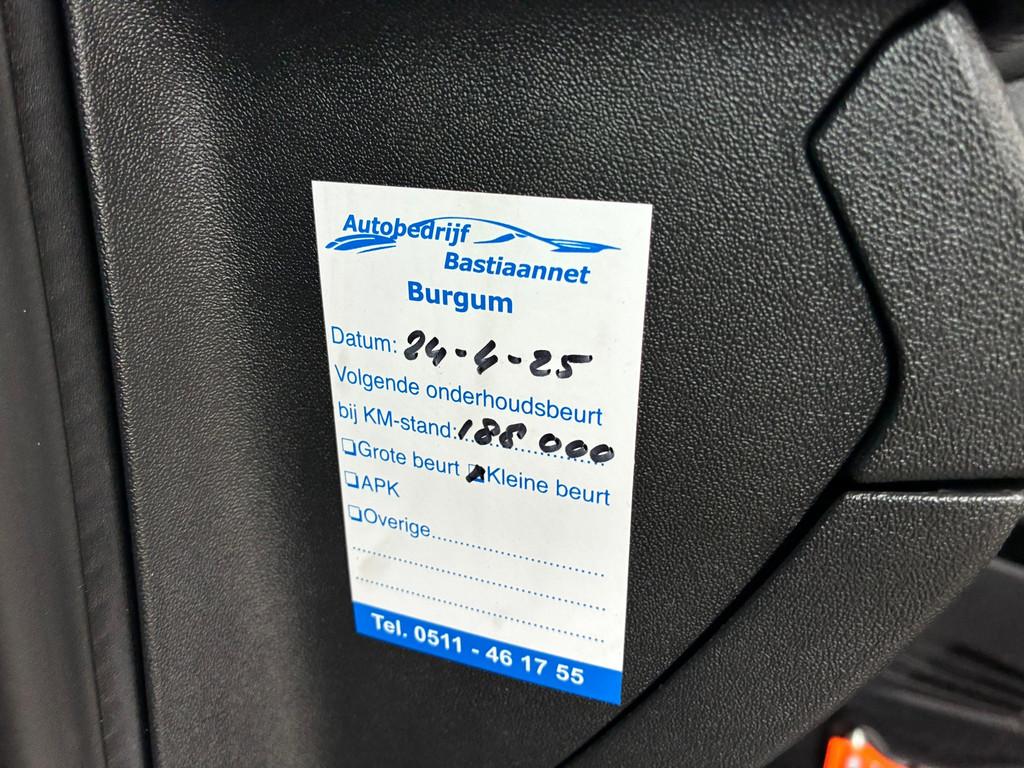 Autobedrijf
Bastiaannet
Burgum
Datum: 24-4-25
Volgende onderhoudsbeurt
bij KM-stand: 188 000
Grote beurt Kleine beurt
APK
Overige
Tel. 0511 - 46 17 55